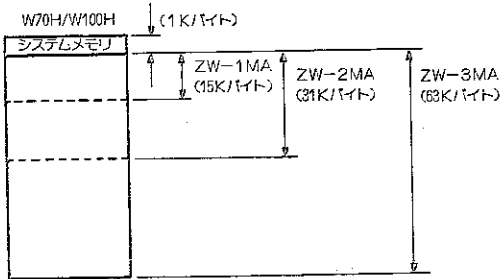 W70H/W100H
(1Kバイト)
システムメモリ
ZW-1MA
(15Kバイト)
ZW-2MA
(31Kバイト)
ZW-3MA
(63Kバイト)